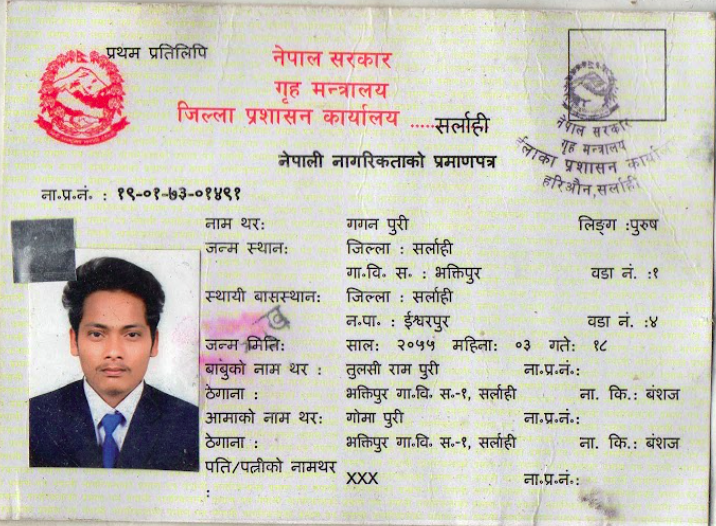 प्रथम प्रतिलिपि
नेपाल सरकार
गृह मन्त्रालय
जिल्ला प्रशासन कार्यालय .....सर्लाही
नेपाली नागरिकताको प्रमाणपत्र
नेपाल सरकार
गृह मन्त्रालय
इलाका प्रशासन कार्यालय
हरिऔन, सर्लाही
ना.प्र.नं. : १९-०१-७३-०१४९१
नाम थर: गगन पुरी लिङ्ग :पुरुष
जन्म स्थान: जिल्ला : सर्लाही
गा.वि. स. : भक्तिपुर वडा नं. :१
स्थायी बासस्थान: जिल्ला : सर्लाही
न.पा. : ईश्वरपुर वडा नं. :४
जन्म मिति: साल: २०५५ महिना: ०३ गते: १८
बाबुको नाम थर : तुलसी राम पुरी ना.प्र.नं.:
ठेगाना : भक्तिपुर गा.वि. स.-१, सर्लाही ना. कि.: बंशज
आमाको नाम थर: गोमा पुरी ना.प्र.नं.:
ठेगाना : भक्तिपुर गा.वि. स.-१, सर्लाही ना. कि.: बंशज
पति/पत्नीको नामथर : XXX ना.प्र.नं.: